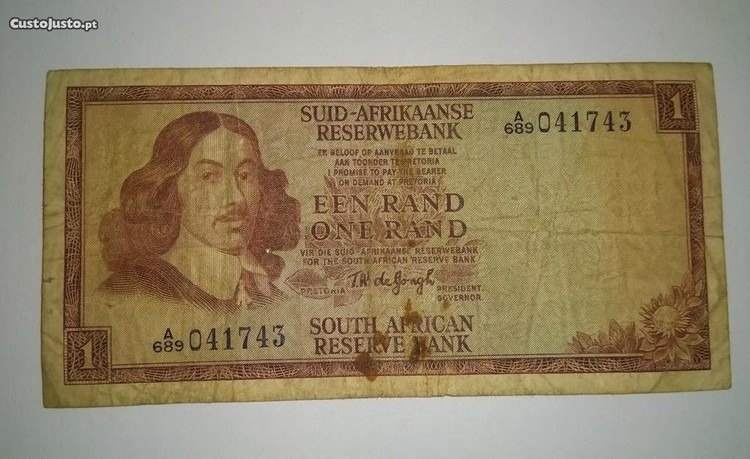 CustoJusto.pt
SUID-AFRIKAANSE
RESERWEBANK
A/689 041743
EK BELOOF OP AANVRAAG TE BETAAL
AAN TOONDER TE PRETORIA
I PROMISE TO PAY THE BEARER
ON DEMAND AT PRETORIA
EEN RAND
ONE RAND
VIR DIE SUID-AFRIKAANSE RESERWEBANK
FOR THE SOUTH AFRICAN RESERVE BANK
T.W. de Jongh
PRETORIA
PRESIDENT.
GOVERNOR.
A/689 041743
SOUTH AFRICAN
RESERVE BANK
1
1